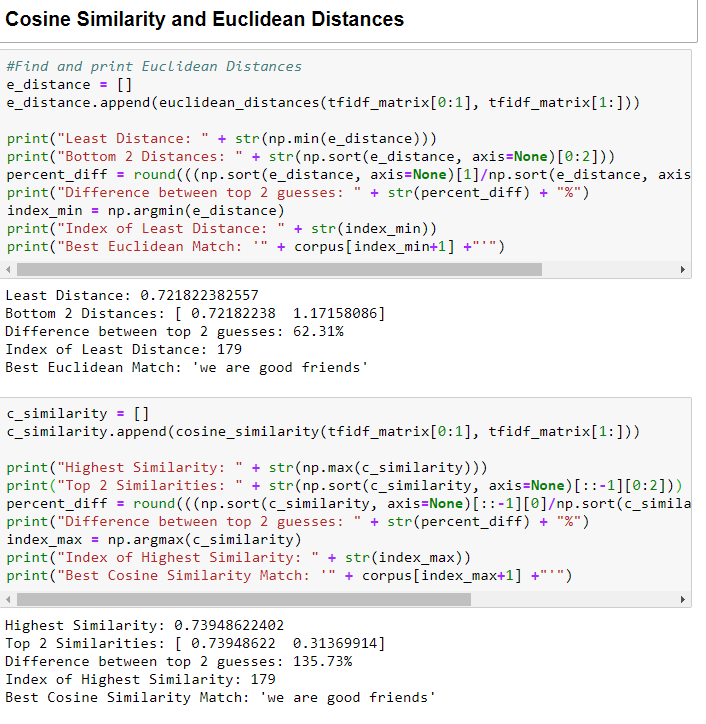 Cosine Similarity and Euclidean Distances
#Find and print Euclidean Distances
e_distance = []
e_distance.append(euclidean_distances(tfidf_matrix[0:1], tfidf_matrix[1:]))
print("Least Distance: " + str(np.min(e_distance)))
print("Bottom 2 Distances: " + str(np.sort(e_distance, axis=None)[0:2]))
percent_diff = round(((np.sort(e_distance, axis=None)[1]/np.sort(e_distance, axis
print("Difference between top 2 guesses: " + str(percent_diff) + "%")
index_min = np.argmin(e_distance)
print("Index of Least Distance: " + str(index_min))
print("Best Euclidean Match: '" + corpus[index_min+1] +"'")
Least Distance: 0.721822382557
Bottom 2 Distances: [ 0.72182238  1.17158086]
Difference between top 2 guesses: 62.31%
Index of Least Distance: 179
Best Euclidean Match: 'we are good friends'
c_similarity = []
c_similarity.append(cosine_similarity(tfidf_matrix[0:1], tfidf_matrix[1:]))
print("Highest Similarity: " + str(np.max(c_similarity)))
print("Top 2 Similarities: " + str(np.sort(c_similarity, axis=None)[::-1][0:2]))
percent_diff = round(((np.sort(c_similarity, axis=None)[::-1][0]/np.sort(c_simila
print("Difference between top 2 guesses: " + str(percent_diff) + "%")
index_max = np.argmax(c_similarity)
print("Index of Highest Similarity: " + str(index_max))
print("Best Cosine Similarity Match: '" + corpus[index_max+1] +"'")
Highest Similarity: 0.73948622402
Top 2 Similarities: [ 0.73948622  0.31369914]
Difference between top 2 guesses: 135.73%
Index of Highest Similarity: 179
Best Cosine Similarity Match: 'we are good friends'